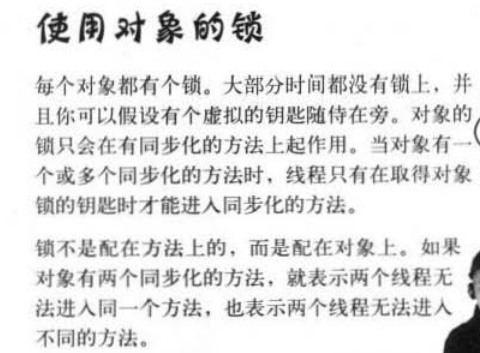 使用对象的锁
每个对象都有个锁。大部分时间都没有锁上，并
且你可以假设有个虚拟的钥匙随侍在旁。对象的
锁只会在有同步化的方法上起作用。当对象有一
个或多个同步化的方法时，线程只有在取得对象
锁的钥匙时才能进入同步化的方法。
锁不是配在方法上的，而是配在对象上。如果
对象有两个同步化的方法，就表示两个线程无
法进入同一个方法，也表示两个线程无法进入
不同的方法。